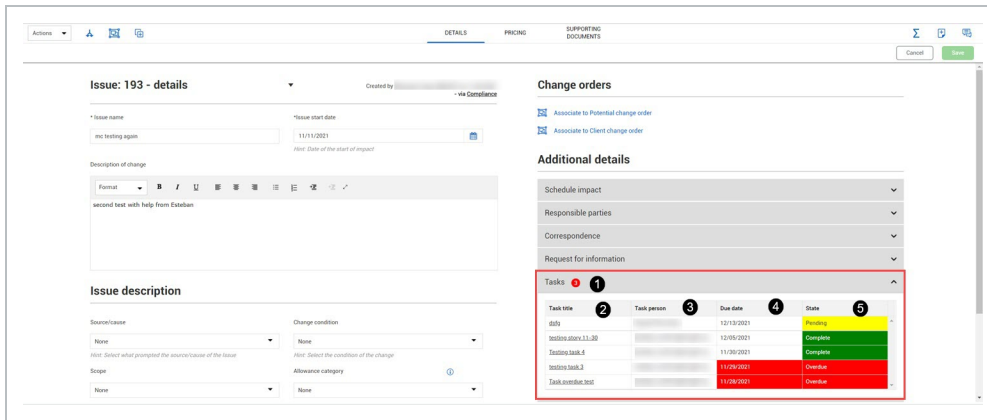 Actions
DETAILS
PRICING
SUPPORTING
DOCUMENTS
Cancel
Save
Issue: 193 - details
Created by
- via Compliance
* Issue name
mc testing again
*Issue start date
11/11/2021
Hint: Date of the start of impact
Description of change
Format
B I U
second text with help from Esteban
Issue description
Source/cause
None
Hint: Select what prompted the source/cause of the Issue
Change condition
None
Hint: Select the condition of the change
Scope
None
Allowance category
None
Change orders
Associate to Potential change order
Associate to Client change order
Additional details
Schedule impact
Responsible parties
Correspondence
Request for information
Tasks 3 1
Task title 2 Task person 3 Due date 4 State 5
dsfg 12/13/2021 Pending
testing story 11-30 12/05/2021 Complete
Testing task 4 11/30/2021 Complete
testing task 3 11/29/2021 Overdue
Task overdue test 11/28/2021 Overdue